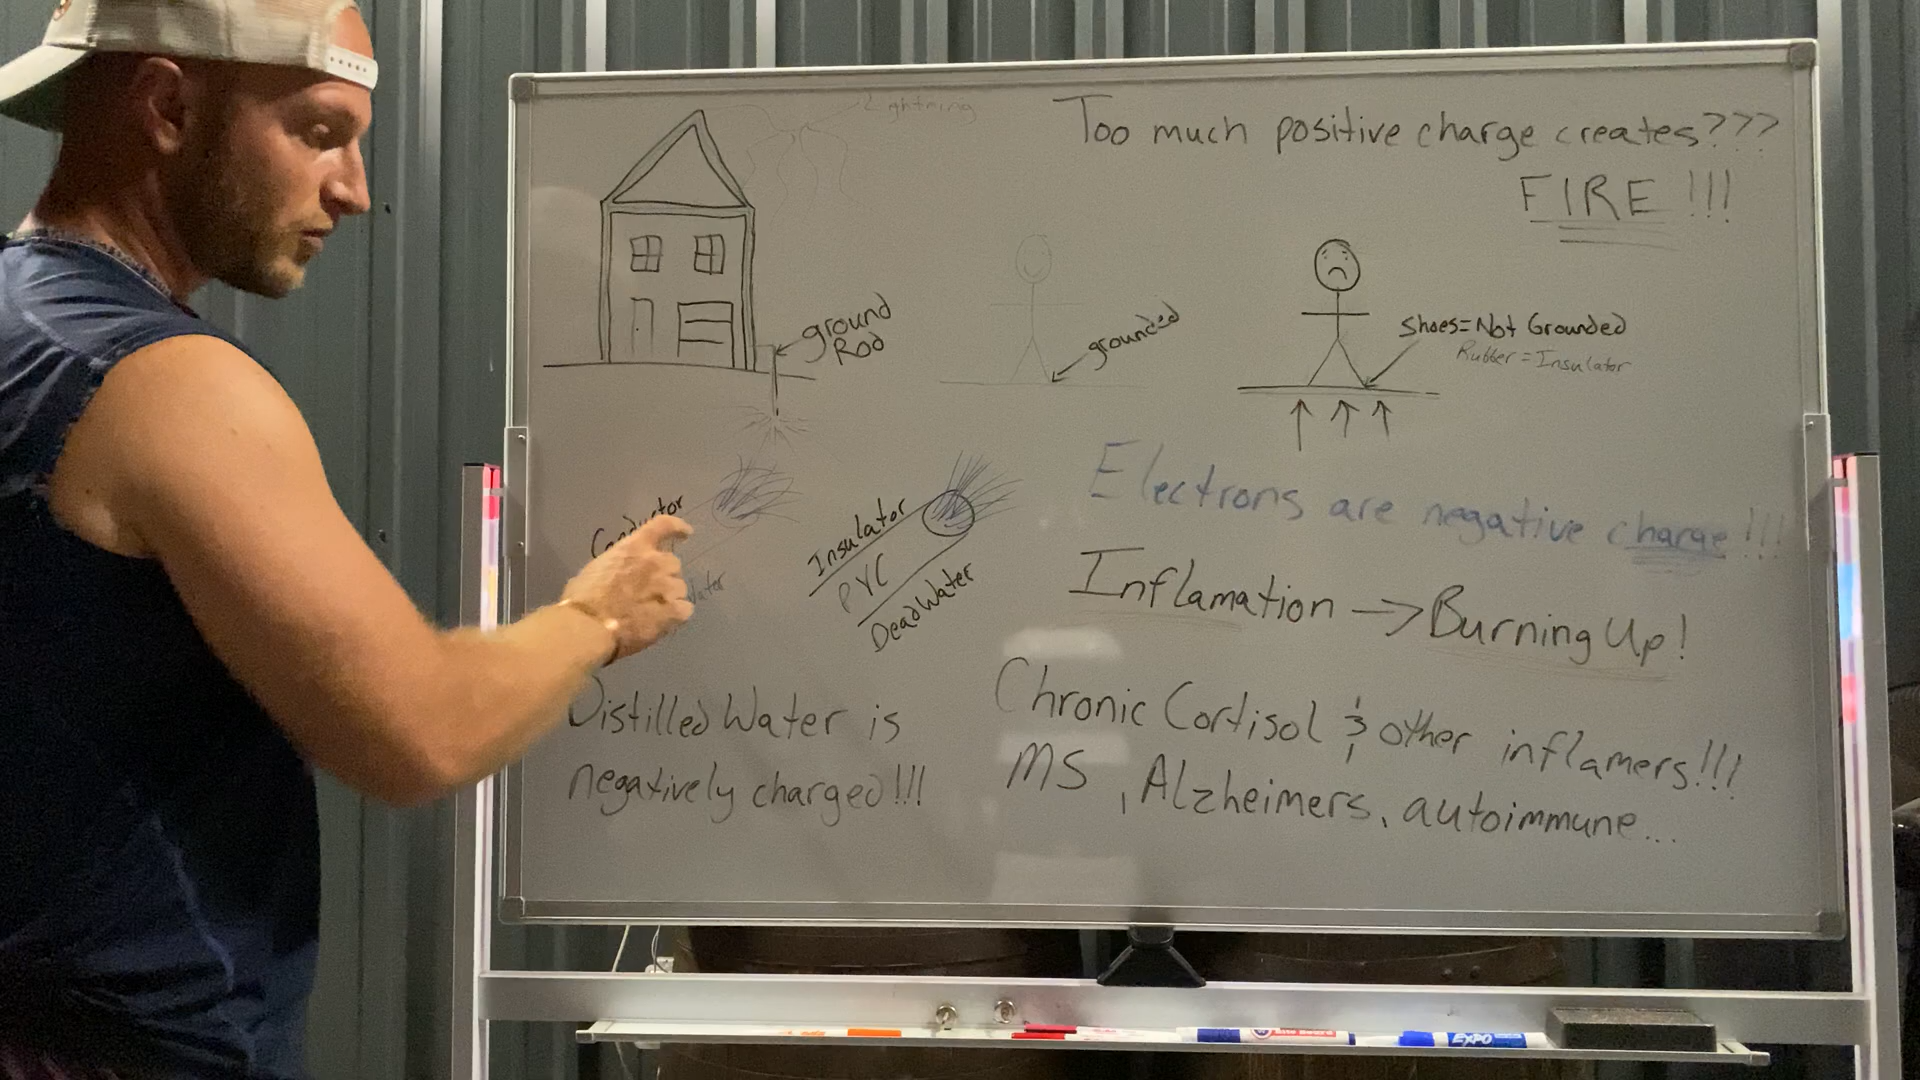 Lightning
Too much positive charge creates???
FIRE!!!
ground
Rod
grounded
Shoes=Not Grounded
Rubber = Insulator
Electrons are negative charge!!!
Conductor
Water
Insulator
PVC
Dead Water
Inflamation → Burning Up!
Distilled Water is
negatively charged!!!
Chronic Cortisol & other inflamers!!!
MS, Alzheimers, autoimmune...
EXPO